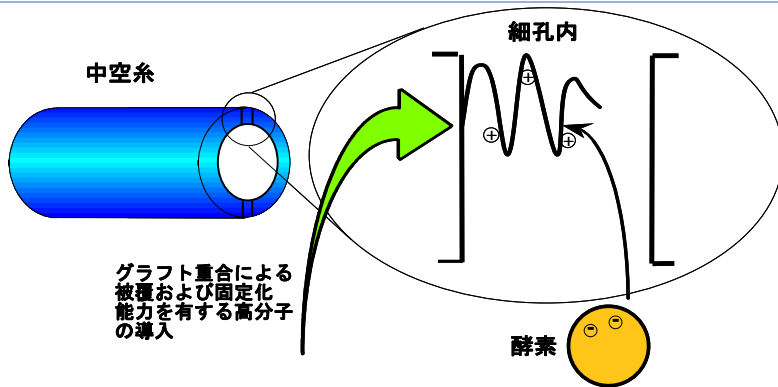 細孔内
中空糸
グラフト重合による
被覆および固定化
能力を有する高分子
の導入
酵素